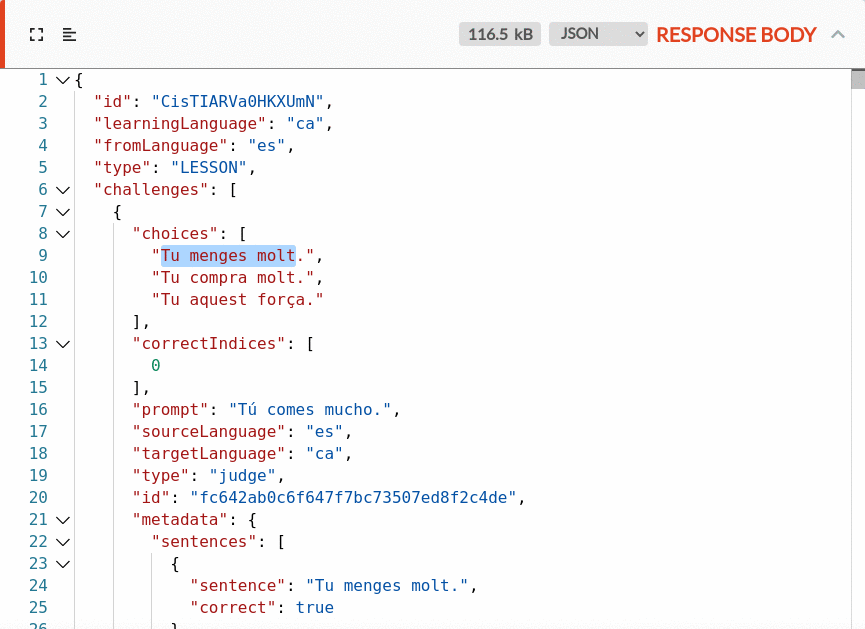 116.5 kB JSON RESPONSE BODY
1 {
2 "id": "CisTIARVa0HKXUmN",
3 "learningLanguage": "ca",
4 "fromLanguage": "es",
5 "type": "LESSON",
6 "challenges": [
7 {
8 "choices": [
9 "Tu menges molt.",
10 "Tu compra molt.",
11 "Tu aquest força."
12 ],
13 "correctIndices": [
14 0
15 ],
16 "prompt": "Tú comes mucho.",
17 "sourceLanguage": "es",
18 "targetLanguage": "ca",
19 "type": "judge",
20 "id": "fc642ab0c6f647f7bc73507ed8f2c4de",
21 "metadata": {
22 "sentences": [
23 {
24 "sentence": "Tu menges molt.",
25 "correct": true
26 }